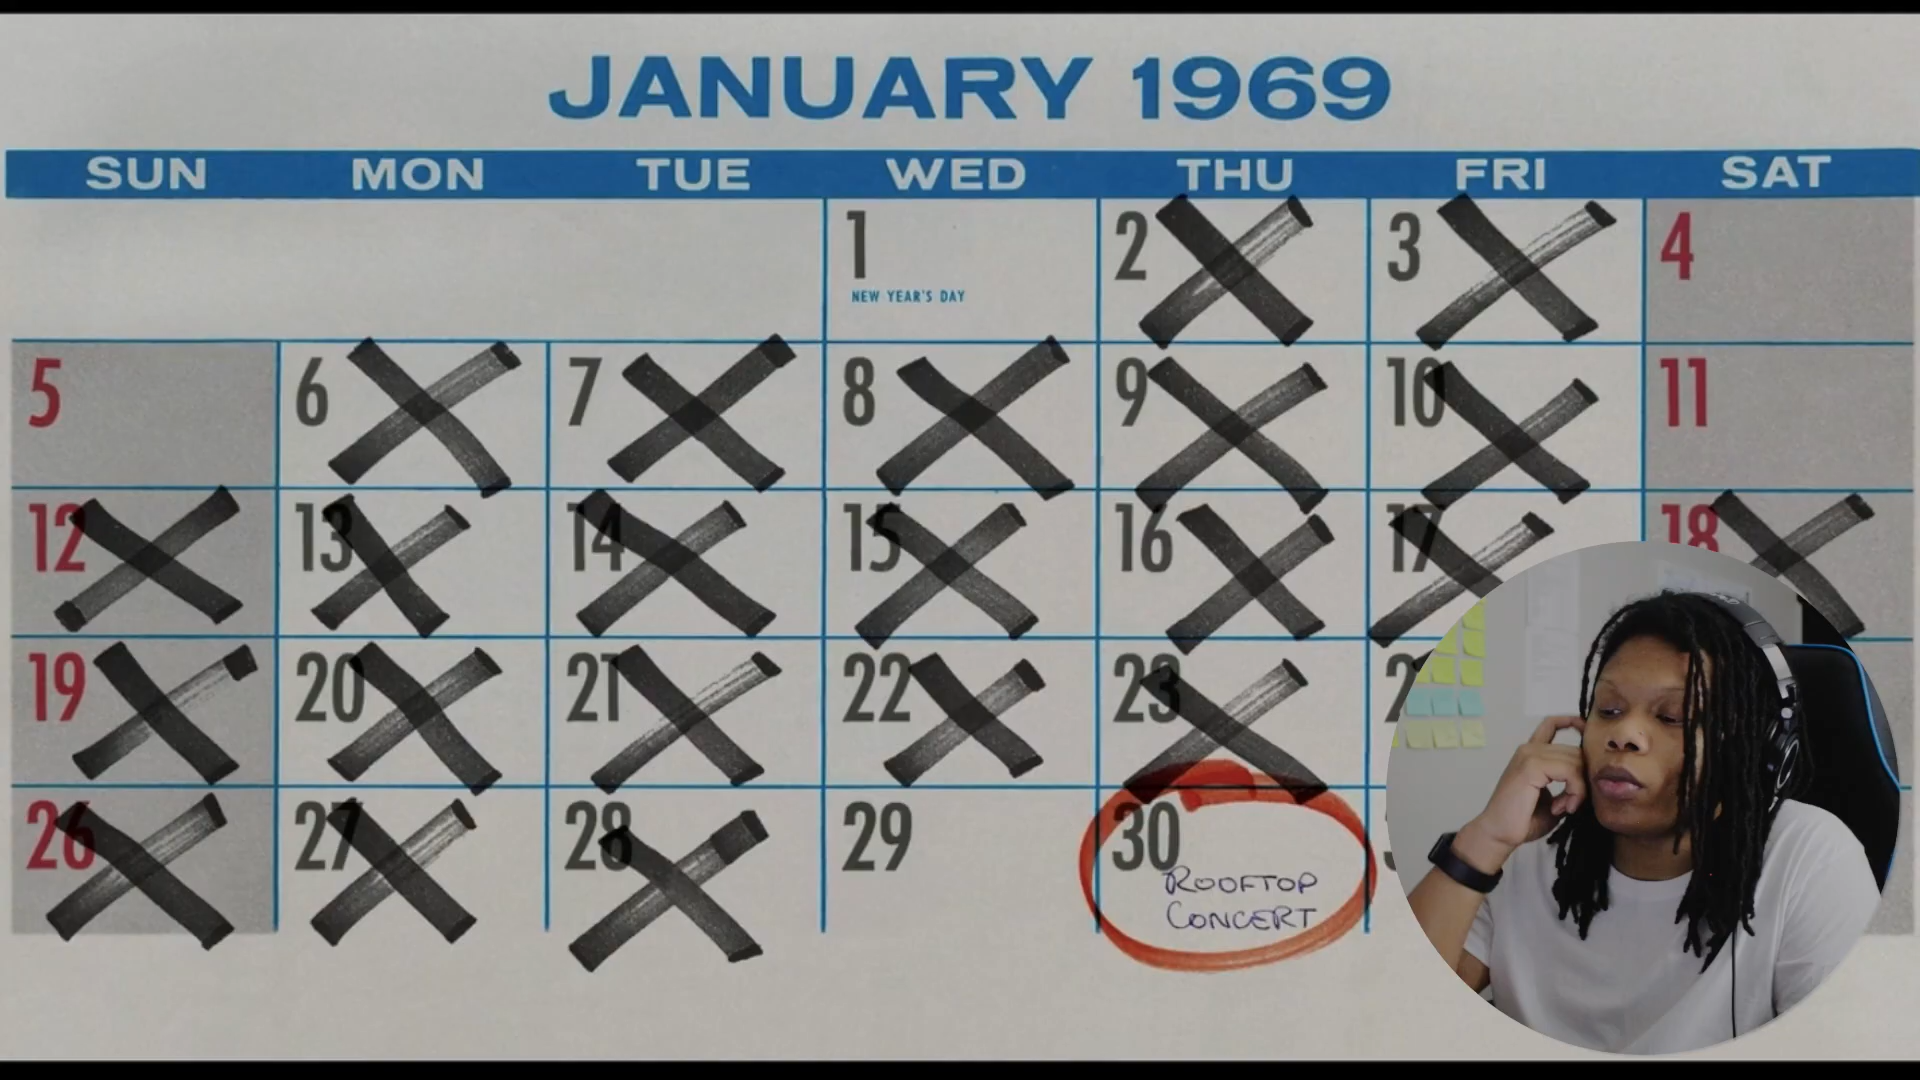 JANUARY 1969
SUN MON TUE WED THU FRI SAT
1 2 3 4
NEW YEAR'S DAY
5 6 7 8 9 10 11
12 13 14 15 16 17 18
19 20 21 22 23
26 27 28 29 30
ROOFTOP
CONCERT